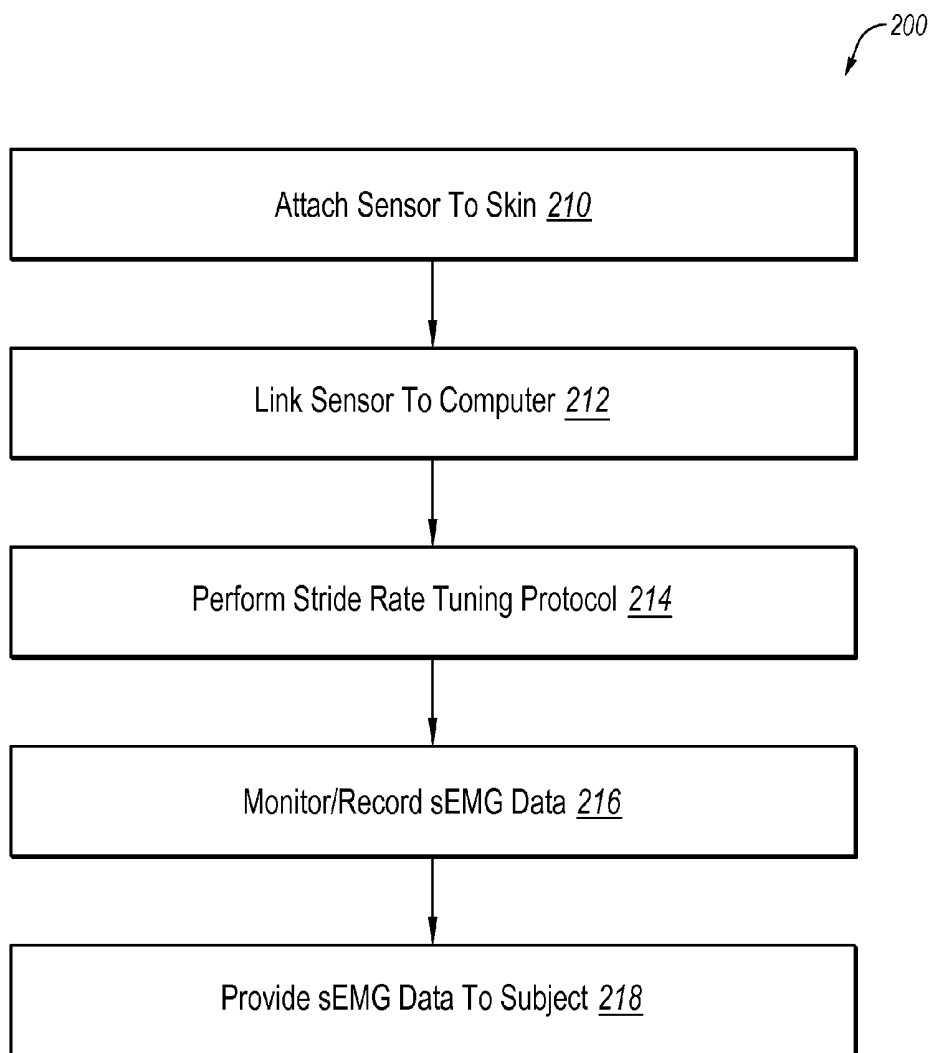 200
Attach Sensor To Skin 210
Link Sensor To Computer 212
Perform Stride Rate Tuning Protocol 214
Monitor/Record sEMG Data 216
Provide sEMG Data To Subject 218